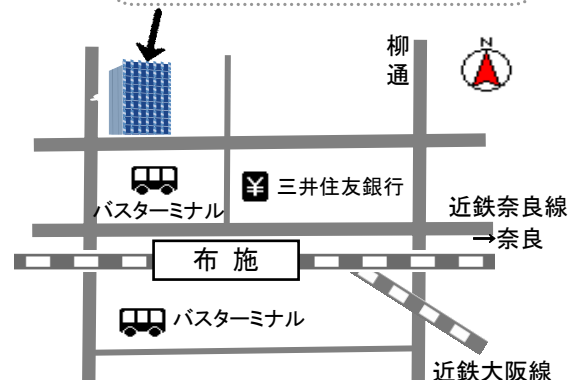 柳通
N
¥ 三井住友銀行
バスターミナル
近鉄奈良線
→奈良
布施
バスターミナル
近鉄大阪線